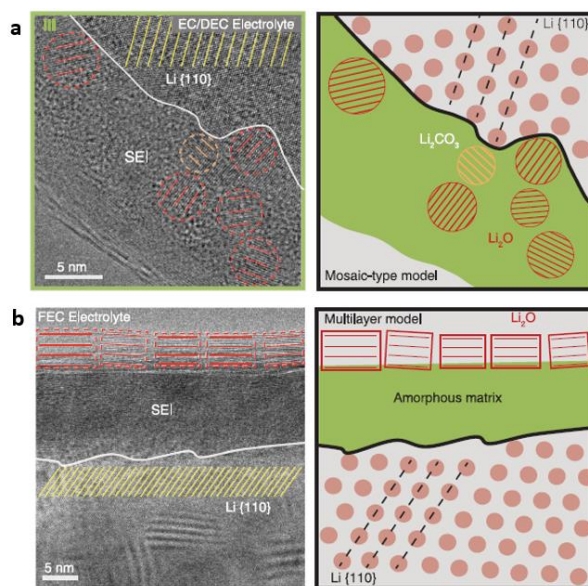 a
EC/DEC Electrolyte
Li {110}
SEI
5 nm
Li {110}
Li₂CO₃
Li₂O
Mosaic-type model
b
FEC Electrolyte
SEI
Li {110}
5 nm
Multilayer model
Li₂O
Amorphous matrix
Li {110}